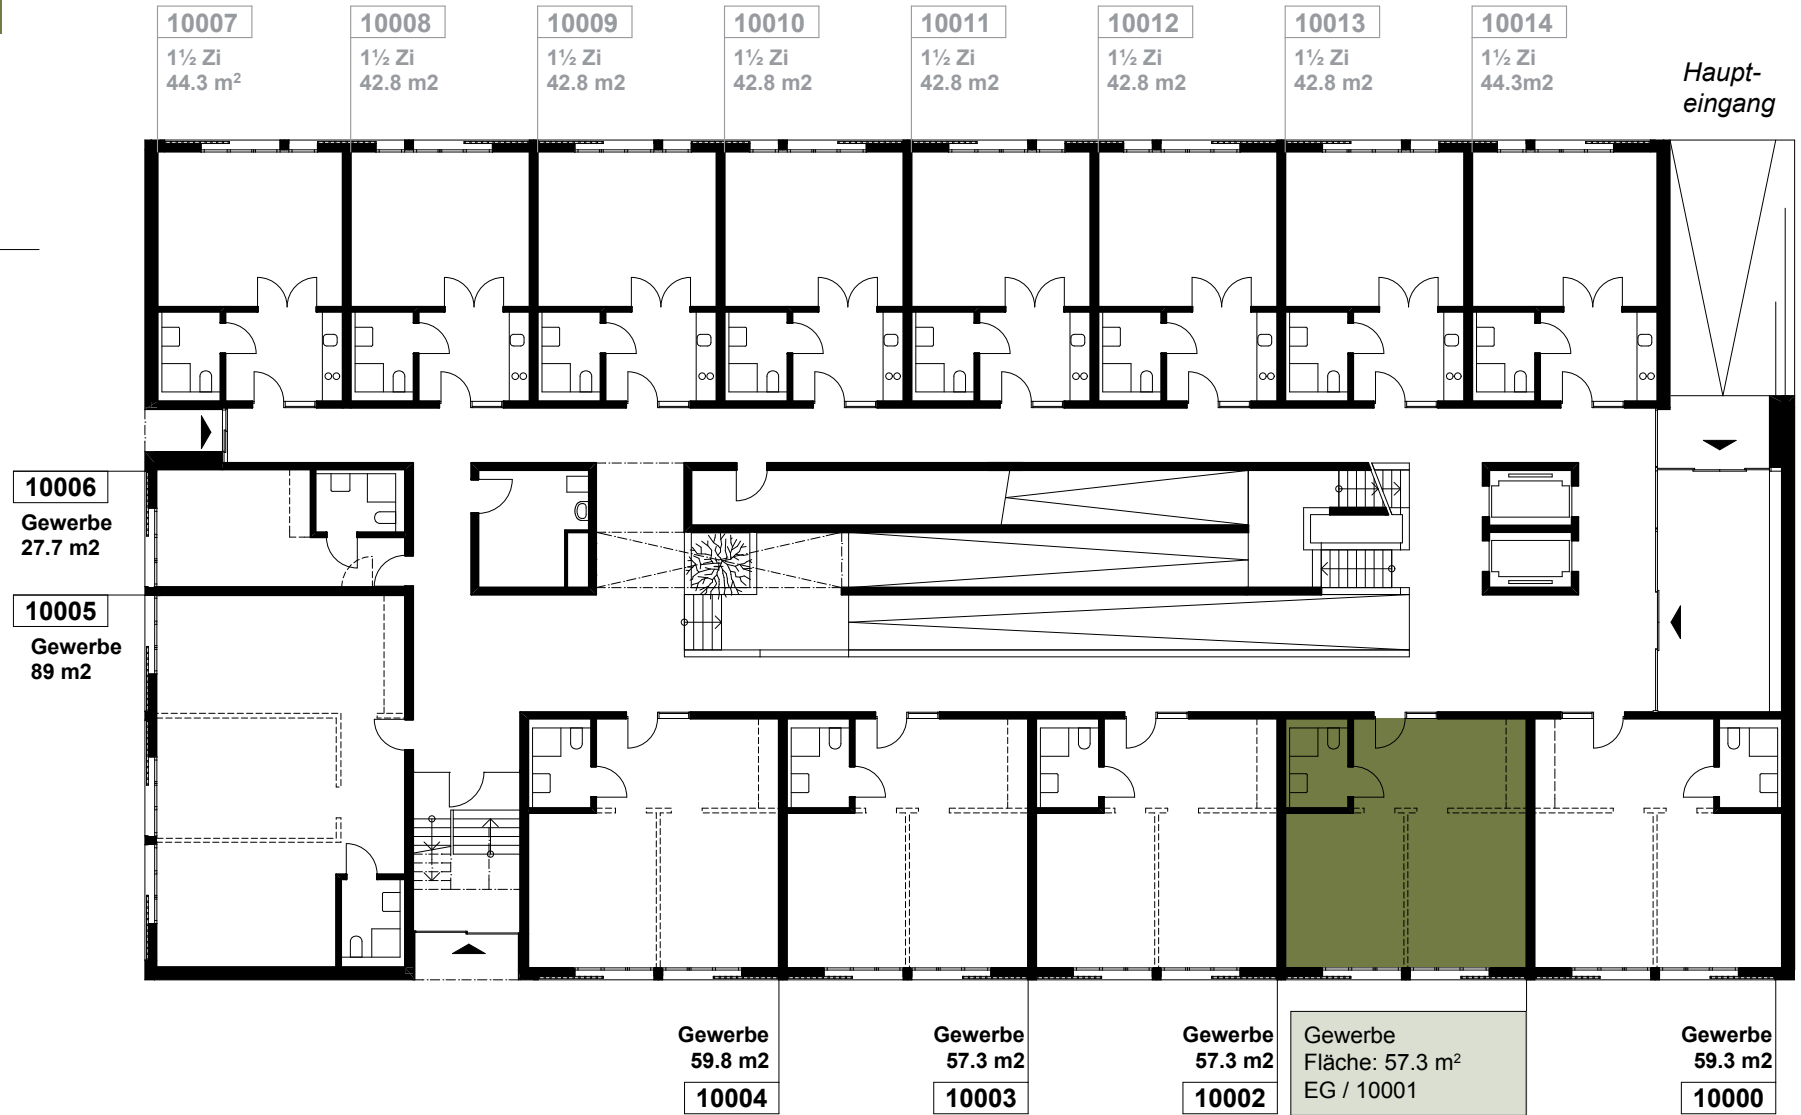 10007
1½ Zi
44.3 m²
10008
1½ Zi
42.8 m2
10009
1½ Zi
42.8 m2
10010
1½ Zi
42.8 m2
10011
1½ Zi
42.8 m2
10012
1½ Zi
42.8 m2
10013
1½ Zi
42.8 m2
10014
1½ Zi
44.3m2
Haupt-
eingang
10006
Gewerbe
27.7 m2
10005
Gewerbe
89 m2
Gewerbe
59.8 m2
10004
Gewerbe
57.3 m2
10003
Gewerbe
57.3 m2
10002
Gewerbe
Fläche: 57.3 m²
EG / 10001
Gewerbe
59.3 m2
10000